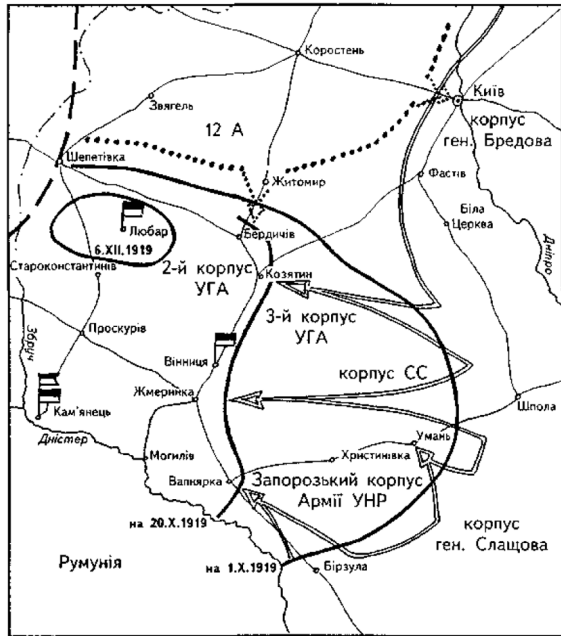 Коростень
Київ
корпус
ген. Бредова
Звягель
12 А
Шепетівка
Житомир
Фастів
Біла
Церква
Дніпро
Любар
6.XII.1919
Бердичів
Староконстантинів
2-й корпус
УГА
Козятин
3-й корпус
УГА
Збруч
Проскурів
Вінниця
корпус СС
Жмеринка
Кам'янець
Шпола
Дністер
Умань
Могилів
Христинівка
Вапнярка
Запорозький корпус
Армії УНР
на 20.X.1919
корпус
ген. Слащова
Румунія
на 1.X.1919
Бірзула